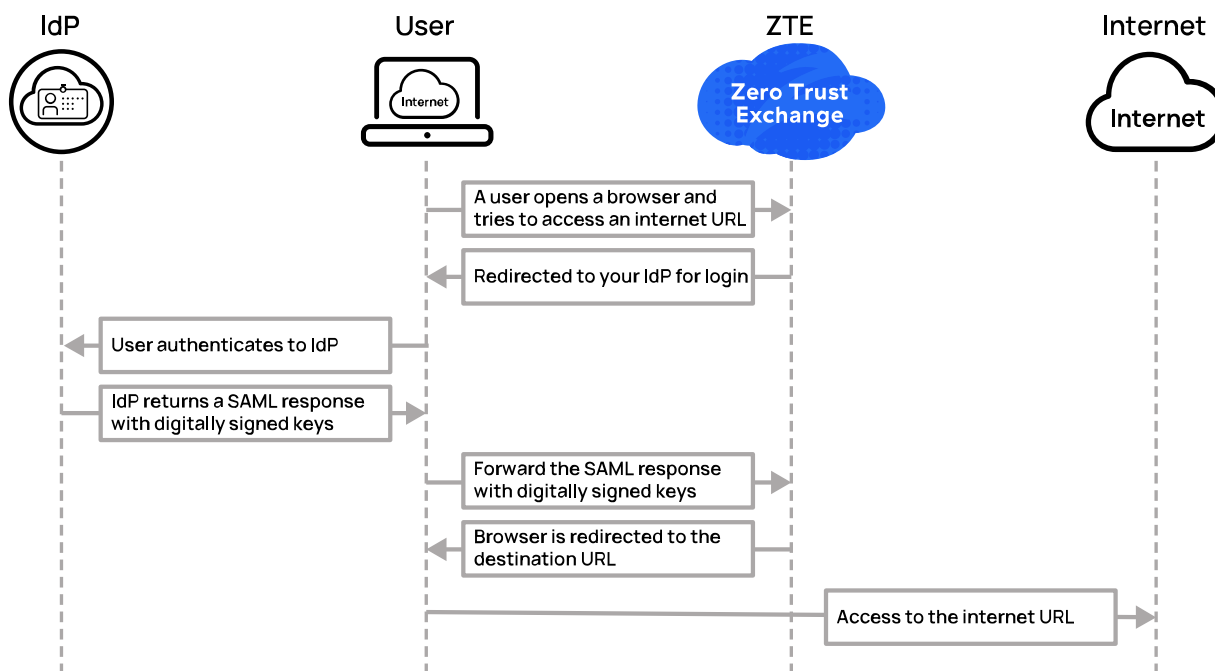 IdP
User
ZTE
Internet
Internet
Zero Trust
Exchange
Internet
A user opens a browser and
tries to access an internet URL
Redirected to your IdP for login
User authenticates to IdP
IdP returns a SAML response
with digitally signed keys
Forward the SAML response
with digitally signed keys
Browser is redirected to the
destination URL
Access to the internet URL